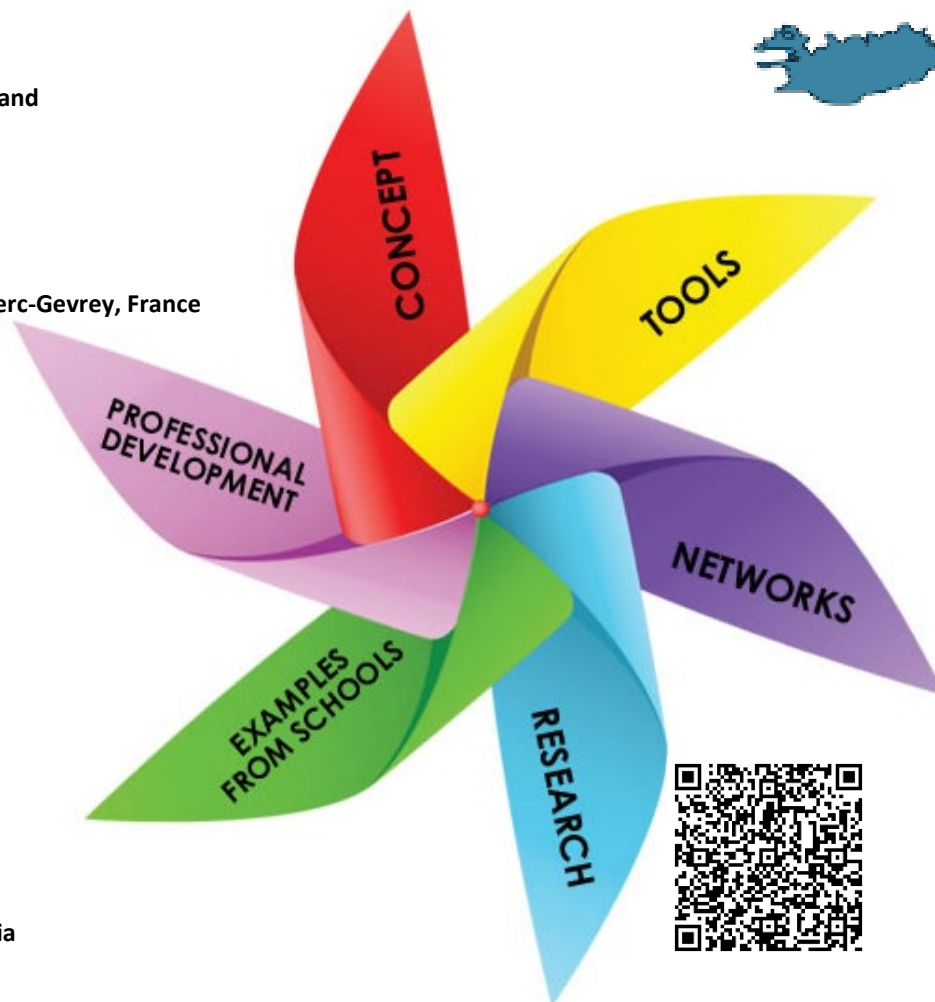 and
CONCEPT
TOOLS
erc-Gevrey, France
PROFESSIONAL
DEVELOPMENT
NETWORKS
EXAMPLES
FROM SCHOOLS
RESEARCH
ia